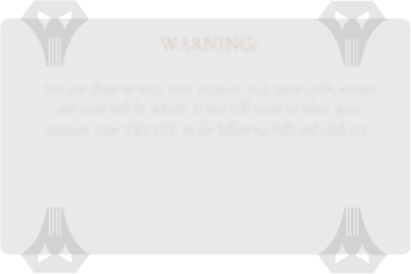 WARNING:
You are about to reset your account, ALL your cards, money,
and stats will be deleted. If you still want to delete your
account, type 'DELETE' in the following field and click OK.